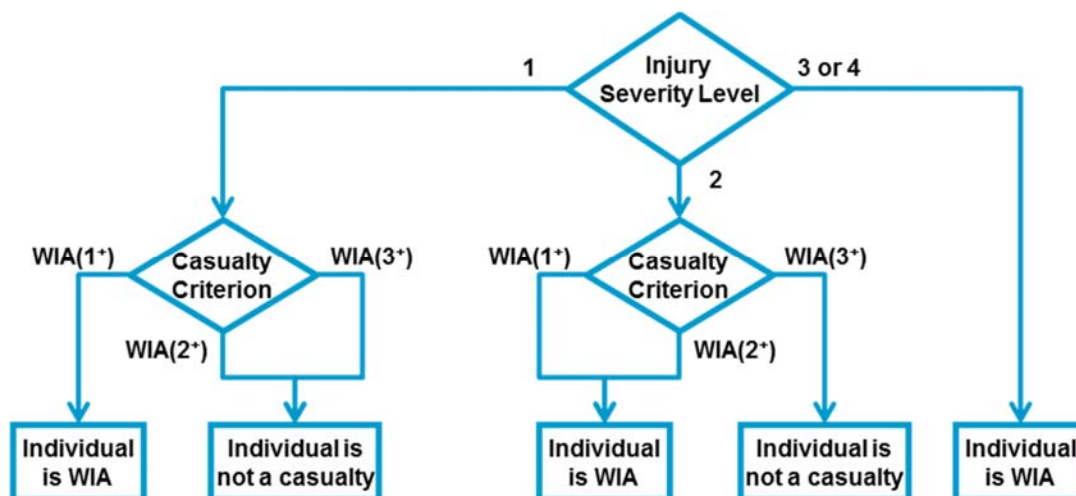 1
Injury
Severity Level
3 or 4
2
WIA(1⁺)
Casualty
Criterion
WIA(3⁺)
WIA(2⁺)
WIA(1⁺)
Casualty
Criterion
WIA(3⁺)
WIA(2⁺)
Individual
is WIA
Individual is
not a casualty
Individual
is WIA
Individual is
not a casualty
Individual
is WIA